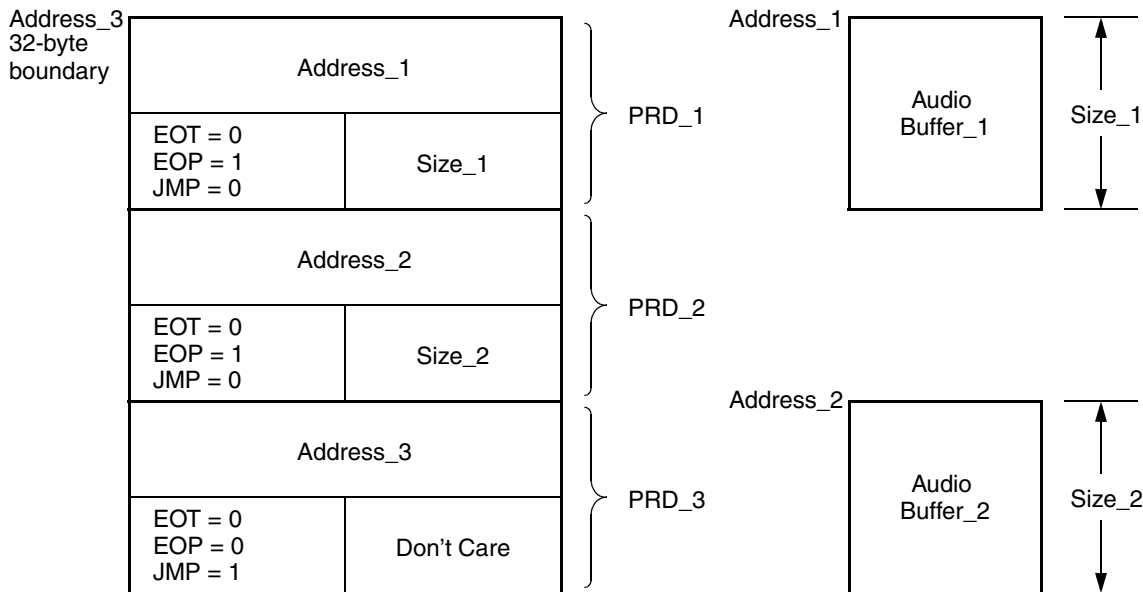 Address_3
32-byte
boundary
Address_1
EOT = 0
EOP = 1
JMP = 0
Size_1
PRD_1
Address_2
EOT = 0
EOP = 1
JMP = 0
Size_2
PRD_2
Address_3
EOT = 0
EOP = 0
JMP = 1
Don't Care
PRD_3
Address_1
Audio
Buffer_1
Size_1
Address_2
Audio
Buffer_2
Size_2